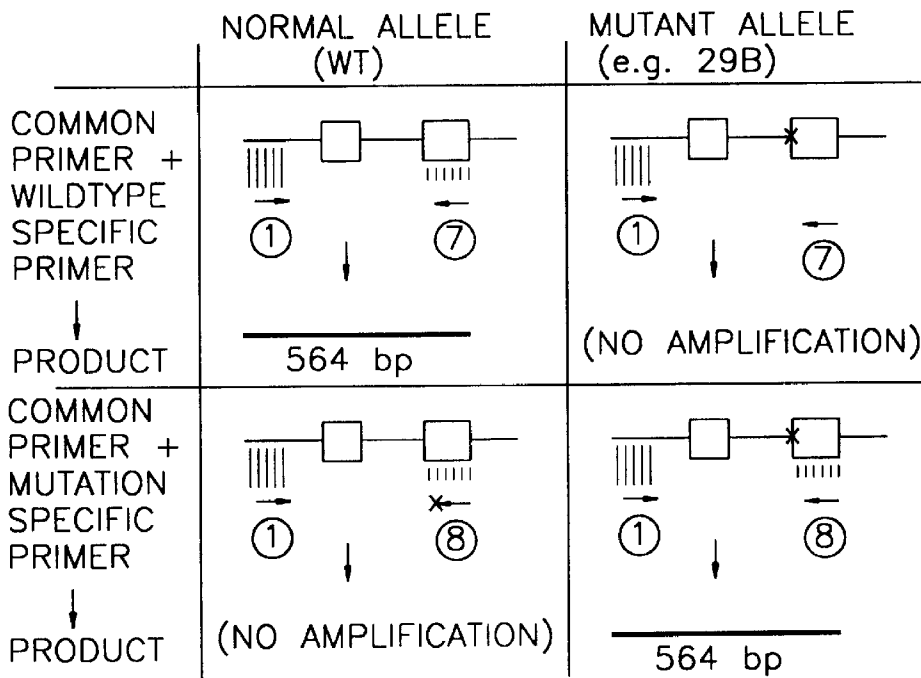 NORMAL ALLELE
(WT)
MUTANT ALLELE
(e.g. 29B)
COMMON
PRIMER +
WILDTYPE
SPECIFIC
PRIMER
PRODUCT
1
7
564 bp
1
7
(NO AMPLIFICATION)
COMMON
PRIMER +
MUTATION
SPECIFIC
PRIMER
PRODUCT
1
8
(NO AMPLIFICATION)
1
8
564 bp